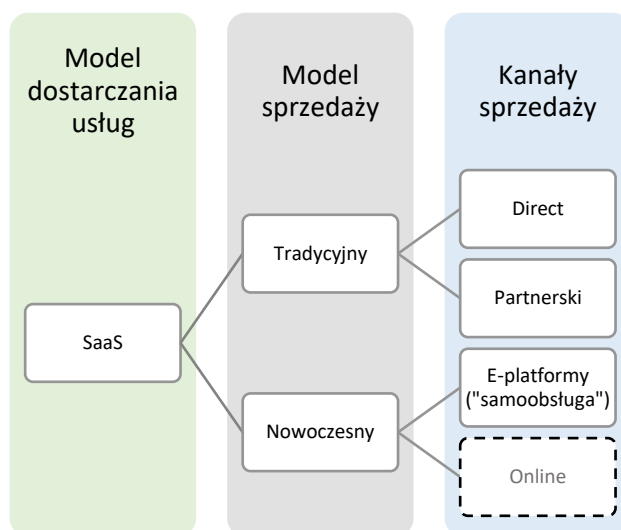 Model
dostarczania
usług
Model
sprzedaży
Kanały
sprzedaży
SaaS
Tradycyjny
Nowoczesny
Direct
Partnerski
E-platformy
("samoobsługa")
Online